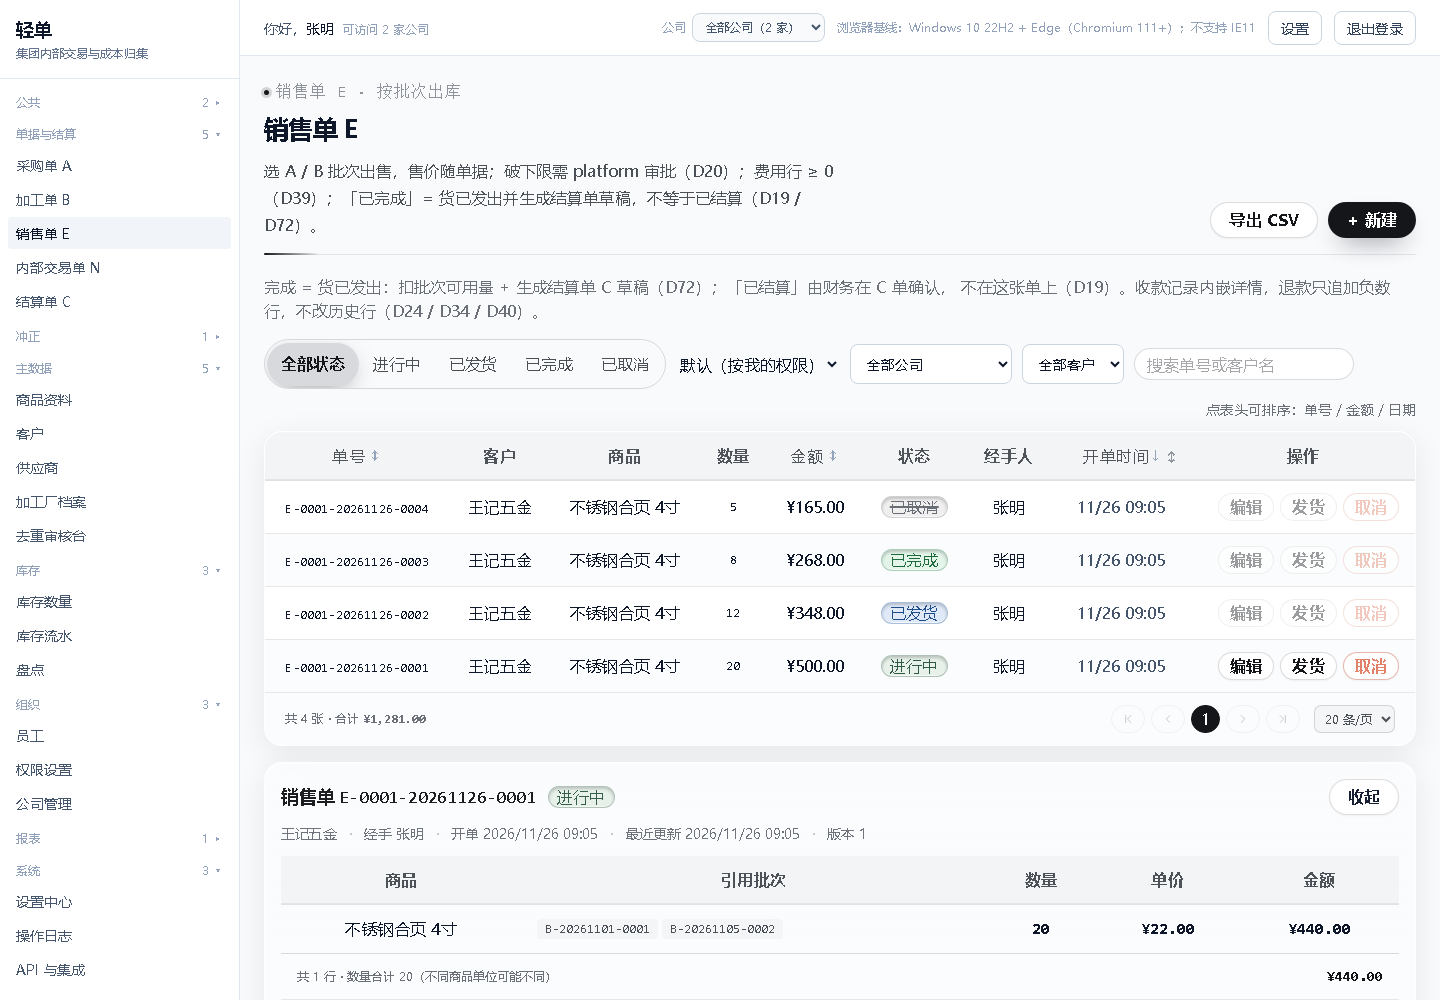 轻单
集团内部交易与成本归集
公共 2
单据与结算 5
采购单 A
加工单 B
销售单 E
内部交易单 N
结算单 C
冲正 1
主数据 5
商品资料
客户
供应商
加工厂档案
去重审核台
库存 3
库存数量
库存流水
盘点
组织 3
员工
权限设置
公司管理
报表 1
系统 3
设置中心
操作日志
API 与集成
你好，张明 可访问 2 家公司
公司 全部公司（2 家） 浏览器基线：Windows 10 22H2 + Edge（Chromium 111+）；不支持 IE11 设置 退出登录
销售单 E - 按批次出库
销售单 E
选 A / B 批次出售，售价随单据；破下限需 platform 审批（D20）；费用行 ≥ 0
（D39）；「已完成」= 货已发出并生成结算单草稿，不等于已结算（D19 /
D72）。
导出 CSV + 新建
完成 = 货已发出：扣批次可用量 + 生成结算单 C 草稿（D72）；「已结算」由财务在 C 单确认， 不在这张单上（D19）。收款记录内嵌详情，退款只追加负数
行，不改历史行（D24 / D34 / D40）。
全部状态 进行中 已发货 已完成 已取消 默认（按我的权限） 全部公司 全部客户 搜索单号或客户名
点表头可排序：单号 / 金额 / 日期
单号 ↕ 客户 商品 数量 金额 ↕ 状态 经手人 开单时间↓ ↕ 操作
E-0001-20261126-0004 王记五金 不锈钢合页 4寸 5 ¥165.00 已取消 张明 11/26 09:05 编辑 发货 取消
E-0001-20261126-0003 王记五金 不锈钢合页 4寸 8 ¥268.00 已完成 张明 11/26 09:05 编辑 发货 取消
E-0001-20261126-0002 王记五金 不锈钢合页 4寸 12 ¥348.00 已发货 张明 11/26 09:05 编辑 发货 取消
E-0001-20261126-0001 王记五金 不锈钢合页 4寸 20 ¥500.00 进行中 张明 11/26 09:05 编辑 发货 取消
共 4 张 · 合计 ¥1,281.00 1 20 条/页
销售单 E-0001-20261126-0001 进行中 收起
王记五金 · 经手 张明 · 开单 2026/11/26 09:05 · 最近更新 2026/11/26 09:05 · 版本 1
商品 引用批次 数量 单价 金额
不锈钢合页 4寸 B-20261101-0001 B-20261105-0002 20 ¥22.00 ¥440.00
共 1 行 · 数量合计 20（不同商品单位可能不同） ¥440.00